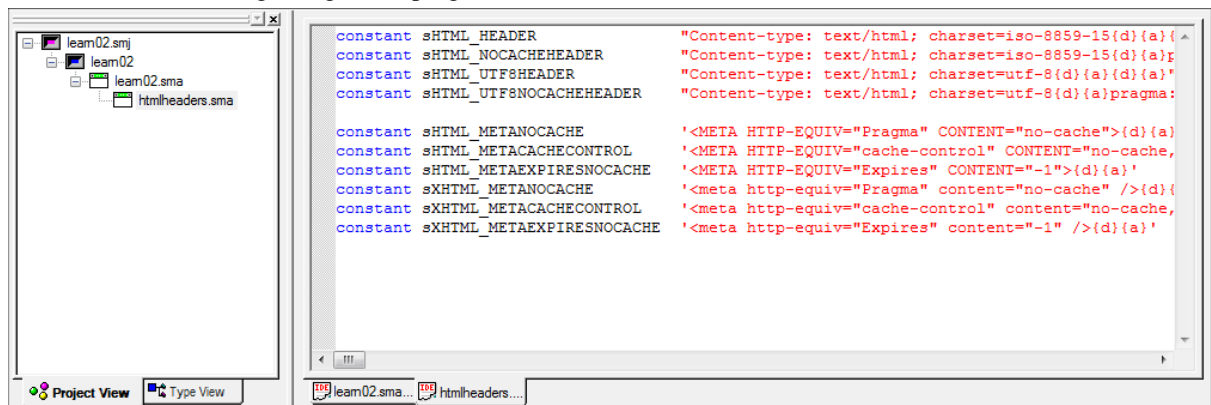 learn02.smj
learn02
learn02.sma
htmlheaders.sma
Project View
Type View
constant sHTML_HEADER "Content-type: text/html; charset=iso-8859-15{d}{a}{
constant sHTML_NOCACHEHEADER "Content-type: text/html; charset=iso-8859-15{d}{a}p
constant sHTML_UTF8HEADER "Content-type: text/html; charset=utf-8{d}{a}{d}{a}"
constant sHTML_UTF8NOCACHEHEADER "Content-type: text/html; charset=utf-8{d}{a}pragma:
constant sHTML_METANOCACHE '<META HTTP-EQUIV="Pragma" CONTENT="no-cache">{d}{a}
constant sHTML_METACACHECONTROL '<META HTTP-EQUIV="cache-control" CONTENT="no-cache,
constant sHTML_METAEXPIRESNOCACHE '<META HTTP-EQUIV="Expires" CONTENT="-1">{d}{a}'
constant sXHTML_METANOCACHE '<meta http-equiv="Pragma" content="no-cache" />{d}{
constant sXHTML_METACACHECONTROL '<meta http-equiv="cache-control" content="no-cache,
constant sXHTML_METAEXPIRESNOCACHE '<meta http-equiv="Expires" content="-1" />{d}{a}'
IDE learn02.sma...
IDE htmlheaders....